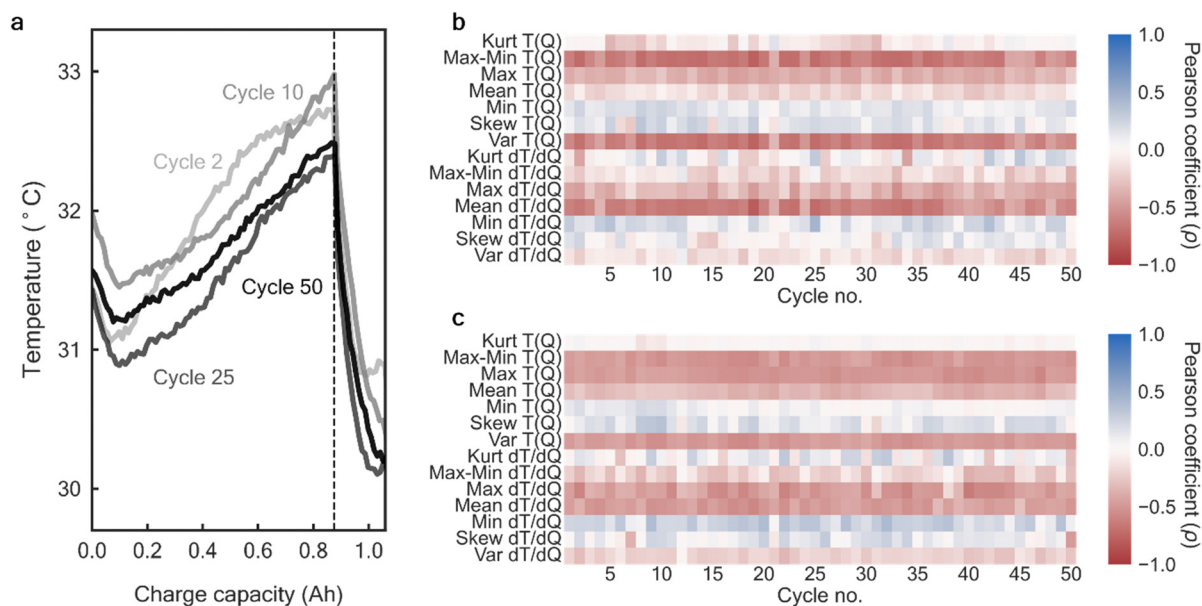 a
33
32
31
30
Temperature ( ° C)
Cycle 10
Cycle 2
Cycle 50
Cycle 25
0.0 0.2 0.4 0.6 0.8 1.0
Charge capacity (Ah)
b
Kurt T(Q)
Max-Min T(Q)
Max T(Q)
Mean T(Q)
Min T(Q)
Skew T(Q)
Var T(Q)
Kurt dT/dQ
Max-Min dT/dQ
Max dT/dQ
Mean dT/dQ
Min dT/dQ
Skew dT/dQ
Var dT/dQ
5 10 15 20 25 30 35 40 45 50
Cycle no.
1.0
0.5
0.0
−0.5
−1.0
Pearson coefficient (ρ)
c
Kurt T(Q)
Max-Min T(Q)
Max T(Q)
Mean T(Q)
Min T(Q)
Skew T(Q)
Var T(Q)
Kurt dT/dQ
Max-Min dT/dQ
Max dT/dQ
Mean dT/dQ
Min dT/dQ
Skew dT/dQ
Var dT/dQ
5 10 15 20 25 30 35 40 45 50
Cycle no.
1.0
0.5
0.0
−0.5
−1.0
Pearson coefficient (ρ)